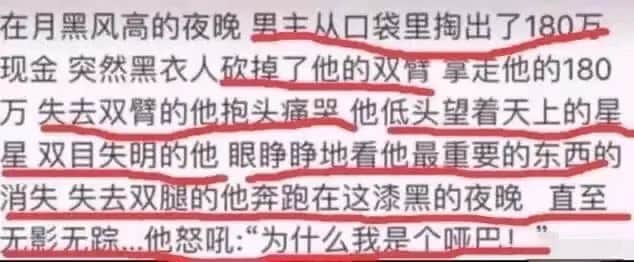 在月黑风高的夜晚 男主从口袋里掏出了180万
现金 突然黑衣人砍掉了他的双臂 拿走他的180
万 失去双臂的他抱头痛哭 他低头望着天上的星
星 双目失明的他 眼睁睁地看他最重要的东西的
消失 失去双腿的他奔跑在这漆黑的夜晚 直至
无影无踪...他怒吼:“为什么我是个哑巴！”